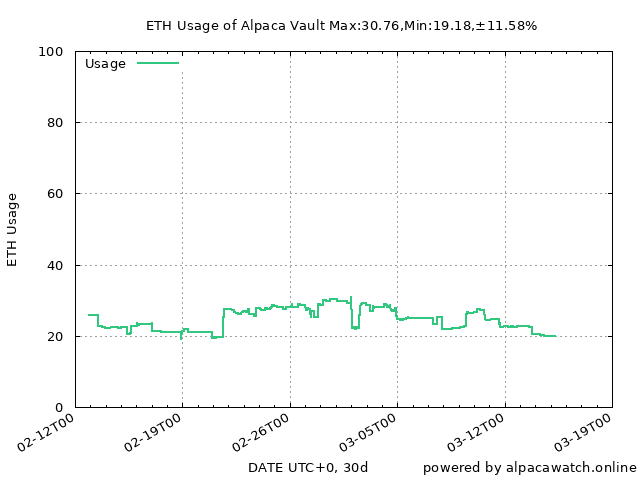 ETH Usage of Alpaca Vault Max:30.76,Min:19.18,±11.58%
Usage
100
80
60
40
20
0
ETH Usage
02-12T00
02-19T00
02-26T00
03-05T00
03-12T00
03-19T00
DATE UTC+0, 30d
powered by alpacawatch.online